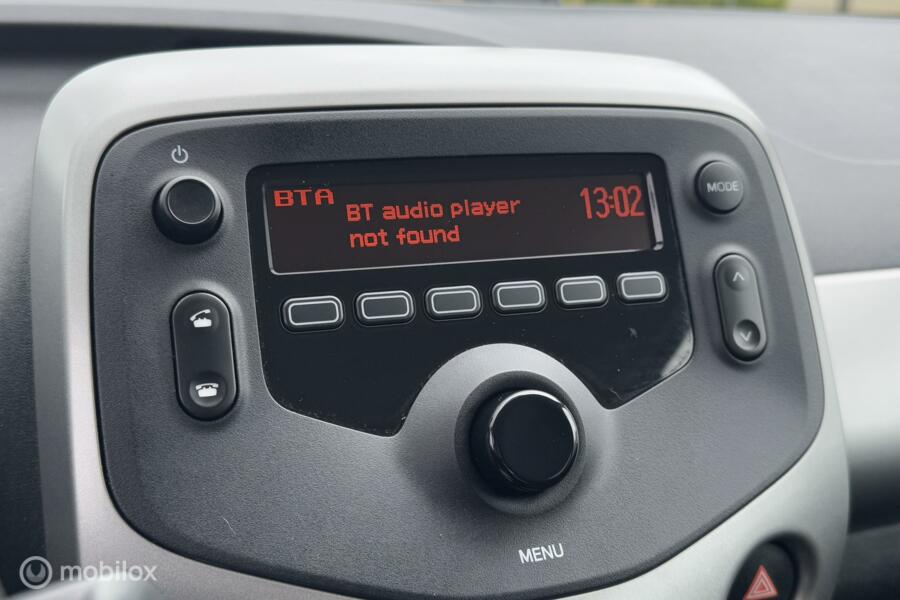 BTA
BT audio player
not found
13:02
MODE
MENU
mobilox